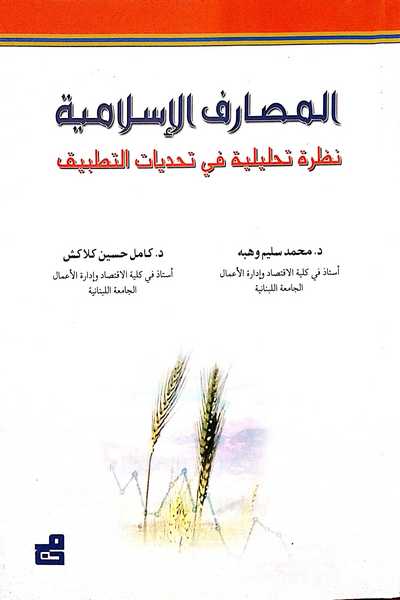 المصارف الإسلامية
نظرة تحليلية في تحديات التطبيق
د. محمد سليم وهبه
أستاذ في كلية الاقتصاد وإدارة الأعمال
الجامعة اللبنانية
د. كامل حسين كلاكش
أستاذ في كلية الاقتصاد وإدارة الأعمال
الجامعة اللبنانية